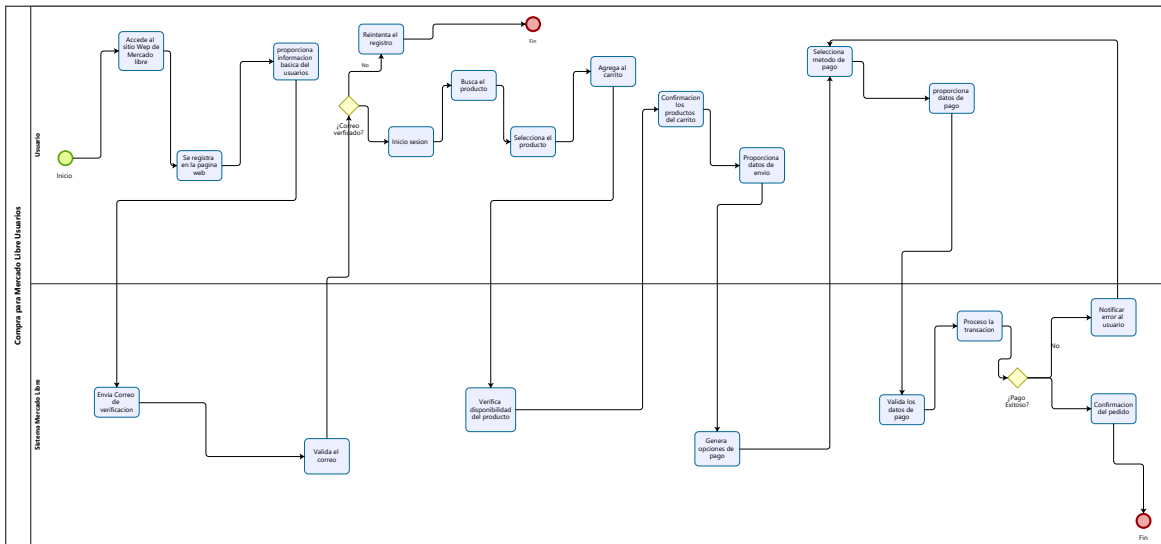 Compra para Mercado Libre Usuarios
Usuario
Inicio
Accede al
sitio Wep de
Mercado
libre
Se registra
en la pagina
web
proporciona
informacion
basica del
usuarios
Reintenta el
registro
Fin
No
¿Correo
verficado?
Inicio sesion
Busca el
producto
Selecciona el
producto
Agrega al
carrito
Confirmacion
los
productos
del carrito
Proporciona
datos de
envio
Selecciona
metodo de
pago
proporciona
datos de
pago
Sistema Mercado Libre
Envia Correo
de
verificacion
Valida el
correo
Verifica
disponibilidad
del producto
Genera
opciones de
pago
Valida los
datos de
pago
Proceso la
transacion
¿Pago
Exitoso?
No
Notificar
error al
usuario
Confirmacion
del pedido
Fin